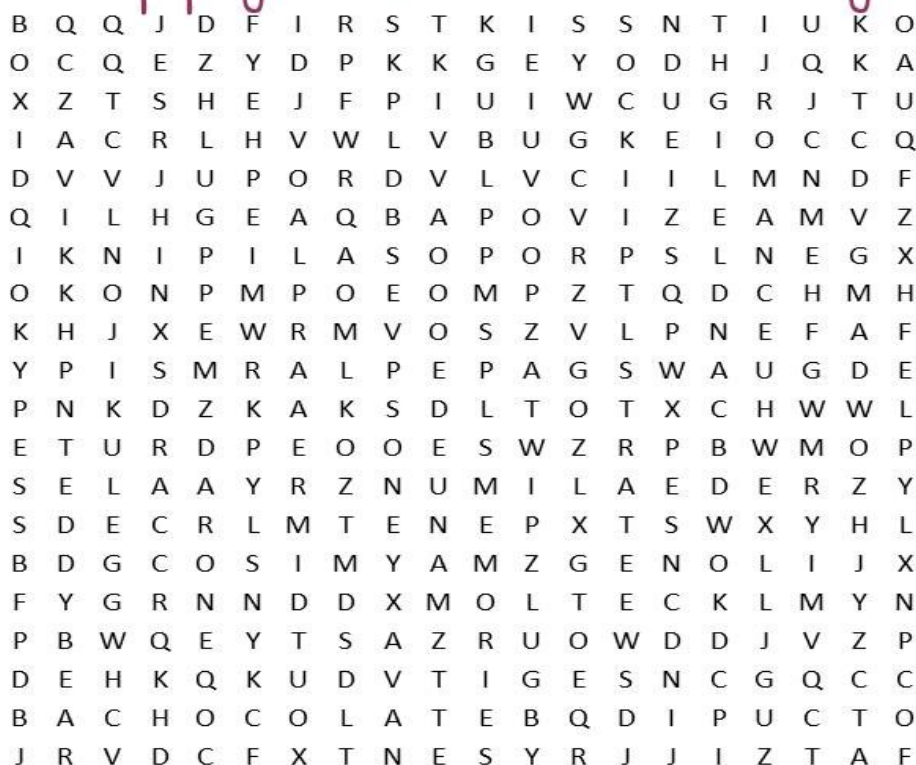 B Q Q J D F I R S T K I S S N T I U K O
O C Q E Z Y D P K K G E Y O D H J Q K A
X Z T S H E J F P I U I W C U G R J T U
I A C R L H V W L V B U G K E I O C C Q
D V V J U P O R D V L V C I I L M N D F
Q I L H G E A Q B A P O V I Z E A M V Z
I K N I P I L A S O P O R P S L N E G X
O K O N P M P O E O M P Z T Q D C H M H
K H J X E W R M V O S Z V L P N E F A F
Y P I S M R A L P E P A G S W A U G D E
P N K D Z K A K S D L T O T X C H W W L
E T U R D P E O O E S W Z R P B W M O P
S E L A A Y R Z N U M I L A E D E R Z Y
S D E C R L M T E N E P X T S W X Y H L
B D G C O S I M Y A M Z G E N O L I J X
F Y G R N N D D X M O L T E C K L M Y N
P B W Q E Y T S A Z R U O W D D J V Z P
D E H K Q K U D V T I G E S N C G Q C C
B A C H O C O L A T E B Q D I P U C T O
J R V D C F X T N E S Y R J J I Z T A F